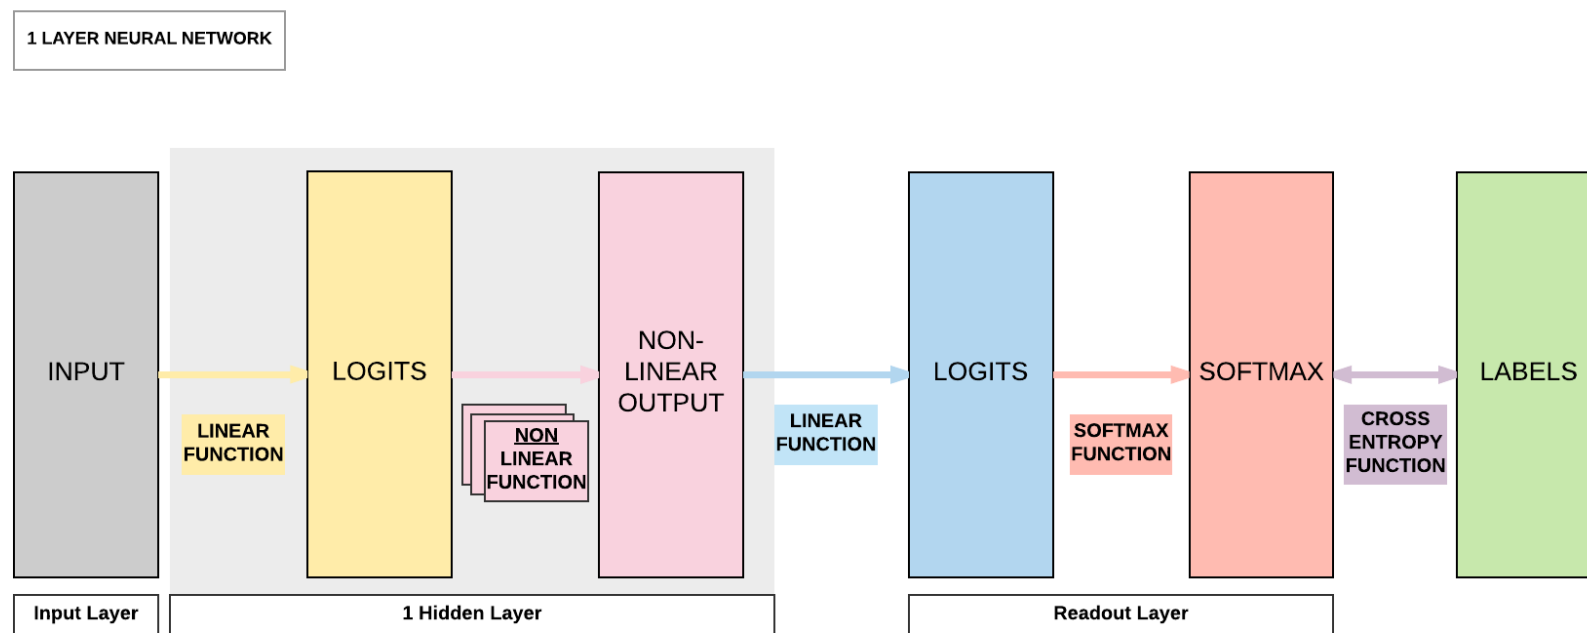 1 LAYER NEURAL NETWORK
INPUT
LINEAR
FUNCTION
LOGITS
NON
LINEAR
FUNCTION
NON-
LINEAR
OUTPUT
LINEAR
FUNCTION
LOGITS
SOFTMAX
FUNCTION
SOFTMAX
CROSS
ENTROPY
FUNCTION
LABELS
Input Layer
1 Hidden Layer
Readout Layer